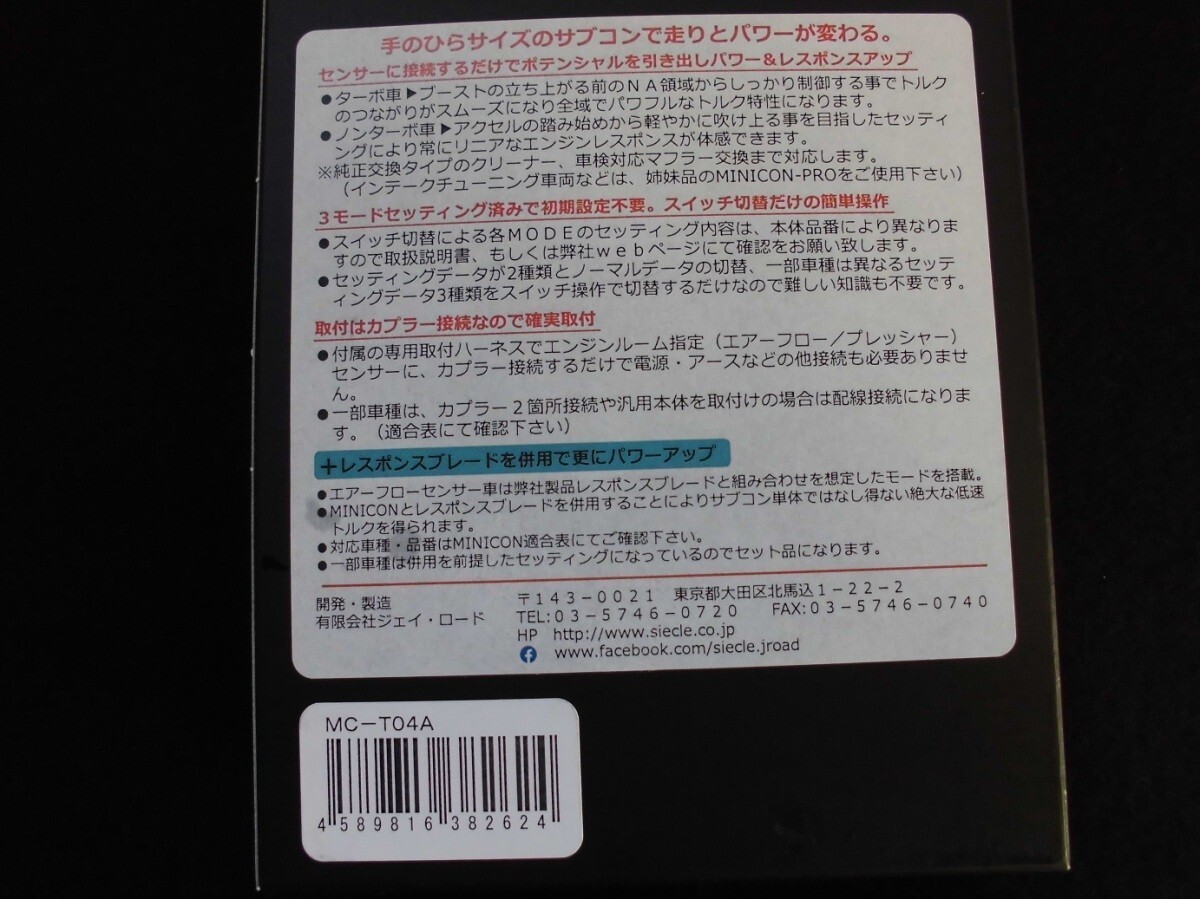 手のひらサイズのサブコンで走りとパワーが変わる。
センサーに接続するだけでポテンシャルを引き出しパワー&レスポンスアップ
●ターボ車▶ブーストの立ち上がる前のNA領域からしっかり制御する事でトルク
のつながりがスムーズになり全域でパワフルなトルク特性になります。
●ノンターボ車▶アクセルの踏み始めから軽やかに吹け上る事を目指したセッティ
ングにより常にリニアなエンジンレスポンスが体感できます。
※純正交換タイプのクリーナー、車検対応マフラー交換まで対応します。
（インテークチューニング車両などは、姉妹品のMINICON-PROをご使用下さい）
３モードセッティング済みで初期設定不要。スイッチ切替だけの簡単操作
●スイッチ切替による各MODEのセッティング内容は、本体品番により異なりま
すので取扱説明書、もしくは弊社ｗｅｂページにて確認をお願い致します。
●セッティングデータが2種類とノーマルデータの切替、一部車種は異なるセッテ
ィングデータ3種類をスイッチ操作で切替するだけなので難しい知識も不要です。
取付はカプラー接続なので確実取付
●付属の専用取付ハーネスでエンジンルーム指定（エアーフロー／プレッシャー）
センサーに、カプラー接続するだけで電源・アースなどの他接続も必要ありませ
ん。
●一部車種は、カプラー２箇所接続や汎用本体を取付けの場合は配線接続になりま
す。（適合表にて確認下さい）
＋レスポンスブレードを併用で更にパワーアップ
●エアーフローセンサー車は弊社製品レスポンスブレードと組み合わせを想定したモードを搭載。
●MINICONとレスポンスブレードを併用することによりサブコン単体ではなし得ない絶大な低速
トルクを得られます。
●対応車種・品番はMINICON適合表にてご確認下さい。
●一部車種は併用を前提したセッティングになっているのでセット品になります。
開発・製造
有限会社ジェイ・ロード
〒１４３－００２１　東京都大田区北馬込１－２２－２
TEL:０３－５７４６－０７２０　FAX:０３－５７４６－０７４０
HP http://www.siecle.co.jp
www.facebook.com/siecle.jroad
MC−T04A
4 589816 382624